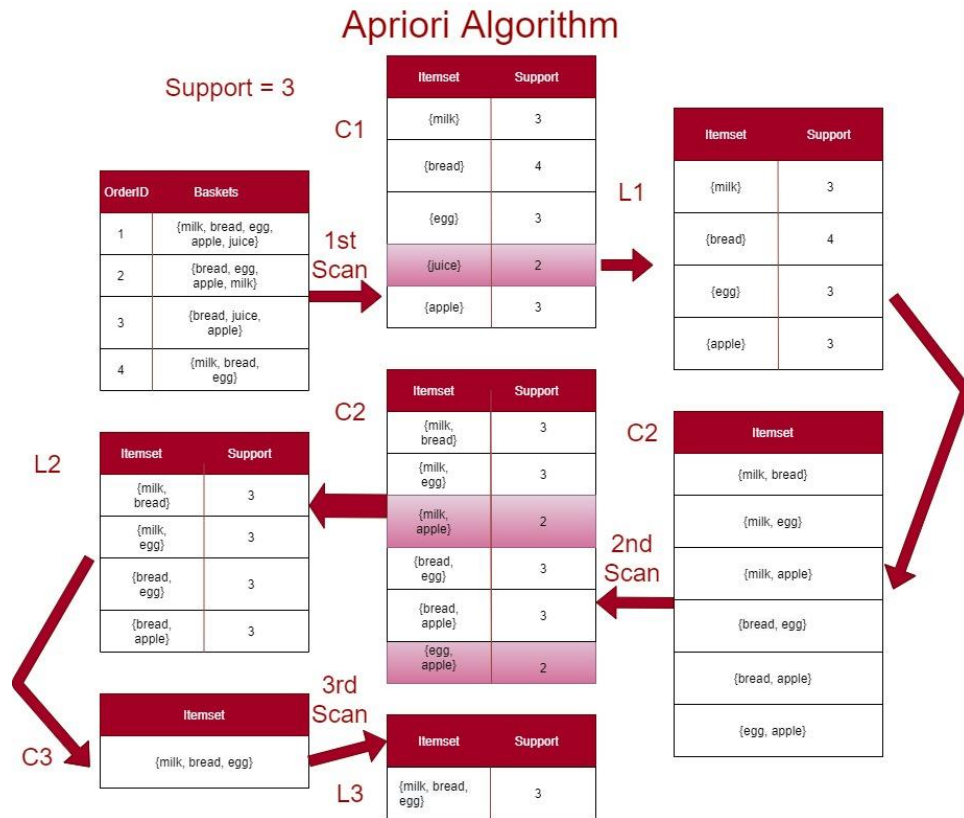 Apriori Algorithm
Support = 3
OrderID Baskets
1 {milk, bread, egg,
apple, juice}
2 {bread, egg,
apple, milk}
3 {bread, juice,
apple}
4 {milk, bread,
egg}
1st
Scan
C1
Itemset Support
{milk} 3
{bread} 4
{egg} 3
{juice} 2
{apple} 3
L1
Itemset Support
{milk} 3
{bread} 4
{egg} 3
{apple} 3
C2
Itemset
{milk, bread}
{milk, egg}
{milk, apple}
{bread, egg}
{bread, apple}
{egg, apple}
2nd
Scan
C2
Itemset Support
{milk,
bread} 3
{milk,
egg} 3
{milk,
apple} 2
{bread,
egg} 3
{bread,
apple} 3
{egg,
apple} 2
L2
Itemset Support
{milk,
bread} 3
{milk,
egg} 3
{bread,
egg} 3
{bread,
apple} 3
C3
Itemset
{milk, bread, egg}
3rd
Scan
L3
Itemset Support
{milk, bread,
egg} 3